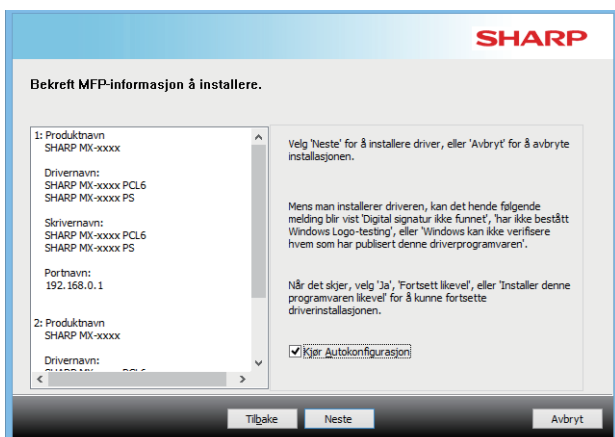 SHARP
Bekreft MFP-informasjon å installere.
1: Produktnavn
SHARP MX-xxxx
Drivernavn:
SHARP MX-xxxx PCL6
SHARP MX-xxxx PS
Skrivernavn:
SHARP MX-xxxx PCL6
SHARP MX-xxxx PS
Portnavn:
192.168.0.1
2: Produktnavn
SHARP MX-xxxx
Drivernavn:
Velg 'Neste' for å installere driver, eller 'Avbryt' for å avbryte
installasjonen.
Mens man installerer driveren, kan det hende følgende
melding blir vist 'Digital signatur ikke funnet', 'har ikke bestått
Windows Logo-testing', eller 'Windows kan ikke verifisere
hvem som har publisert denne driverprogramvaren'.
Når det skjer, velg 'Ja', 'Fortsett likevel', eller 'Installer denne
programvaren likevel' for å kunne fortsette
driverinstallasjonen.
Kjør Autokonfigurasjon
Tilbake
Neste
Avbryt